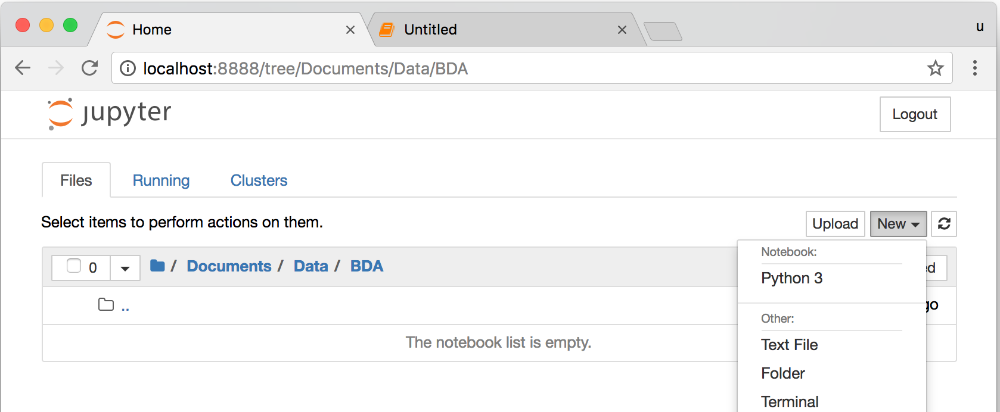 Home
Untitled
u
localhost:8888/tree/Documents/Data/BDA
jupyter
Logout
Files Running Clusters
Select items to perform actions on them.
Upload New
0 / Documents / Data / BDA
..
The notebook list is empty.
Notebook:
Python 3
Other:
Text File
Folder
Terminal